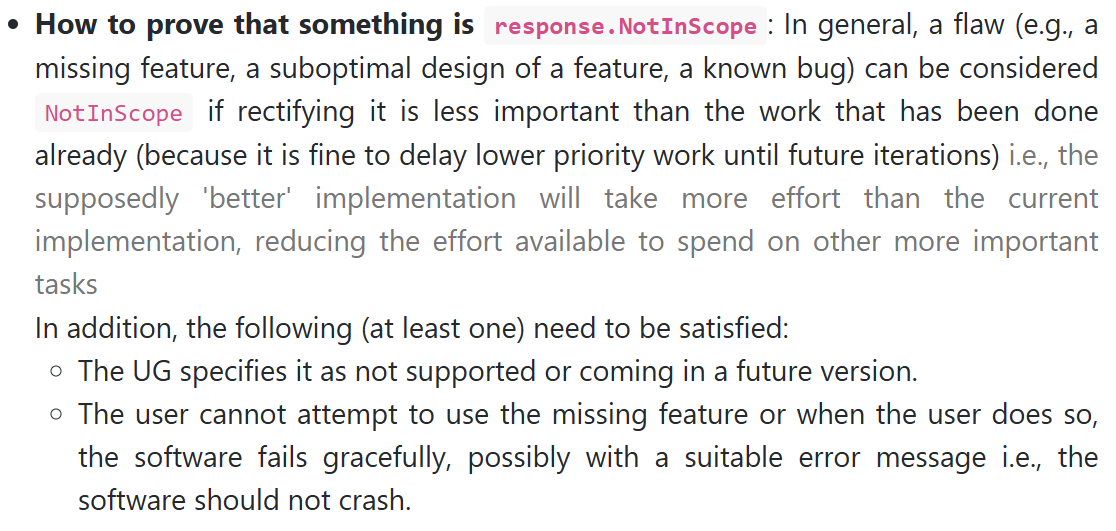 • How to prove that something is response.NotInScope: In general, a flaw (e.g., a
missing feature, a suboptimal design of a feature, a known bug) can be considered
NotInScope if rectifying it is less important than the work that has been done
already (because it is fine to delay lower priority work until future iterations) i.e., the
supposedly 'better' implementation will take more effort than the current
implementation, reducing the effort available to spend on other more important
tasks
In addition, the following (at least one) need to be satisfied:
◦ The UG specifies it as not supported or coming in a future version.
◦ The user cannot attempt to use the missing feature or when the user does so,
the software fails gracefully, possibly with a suitable error message i.e., the
software should not crash.